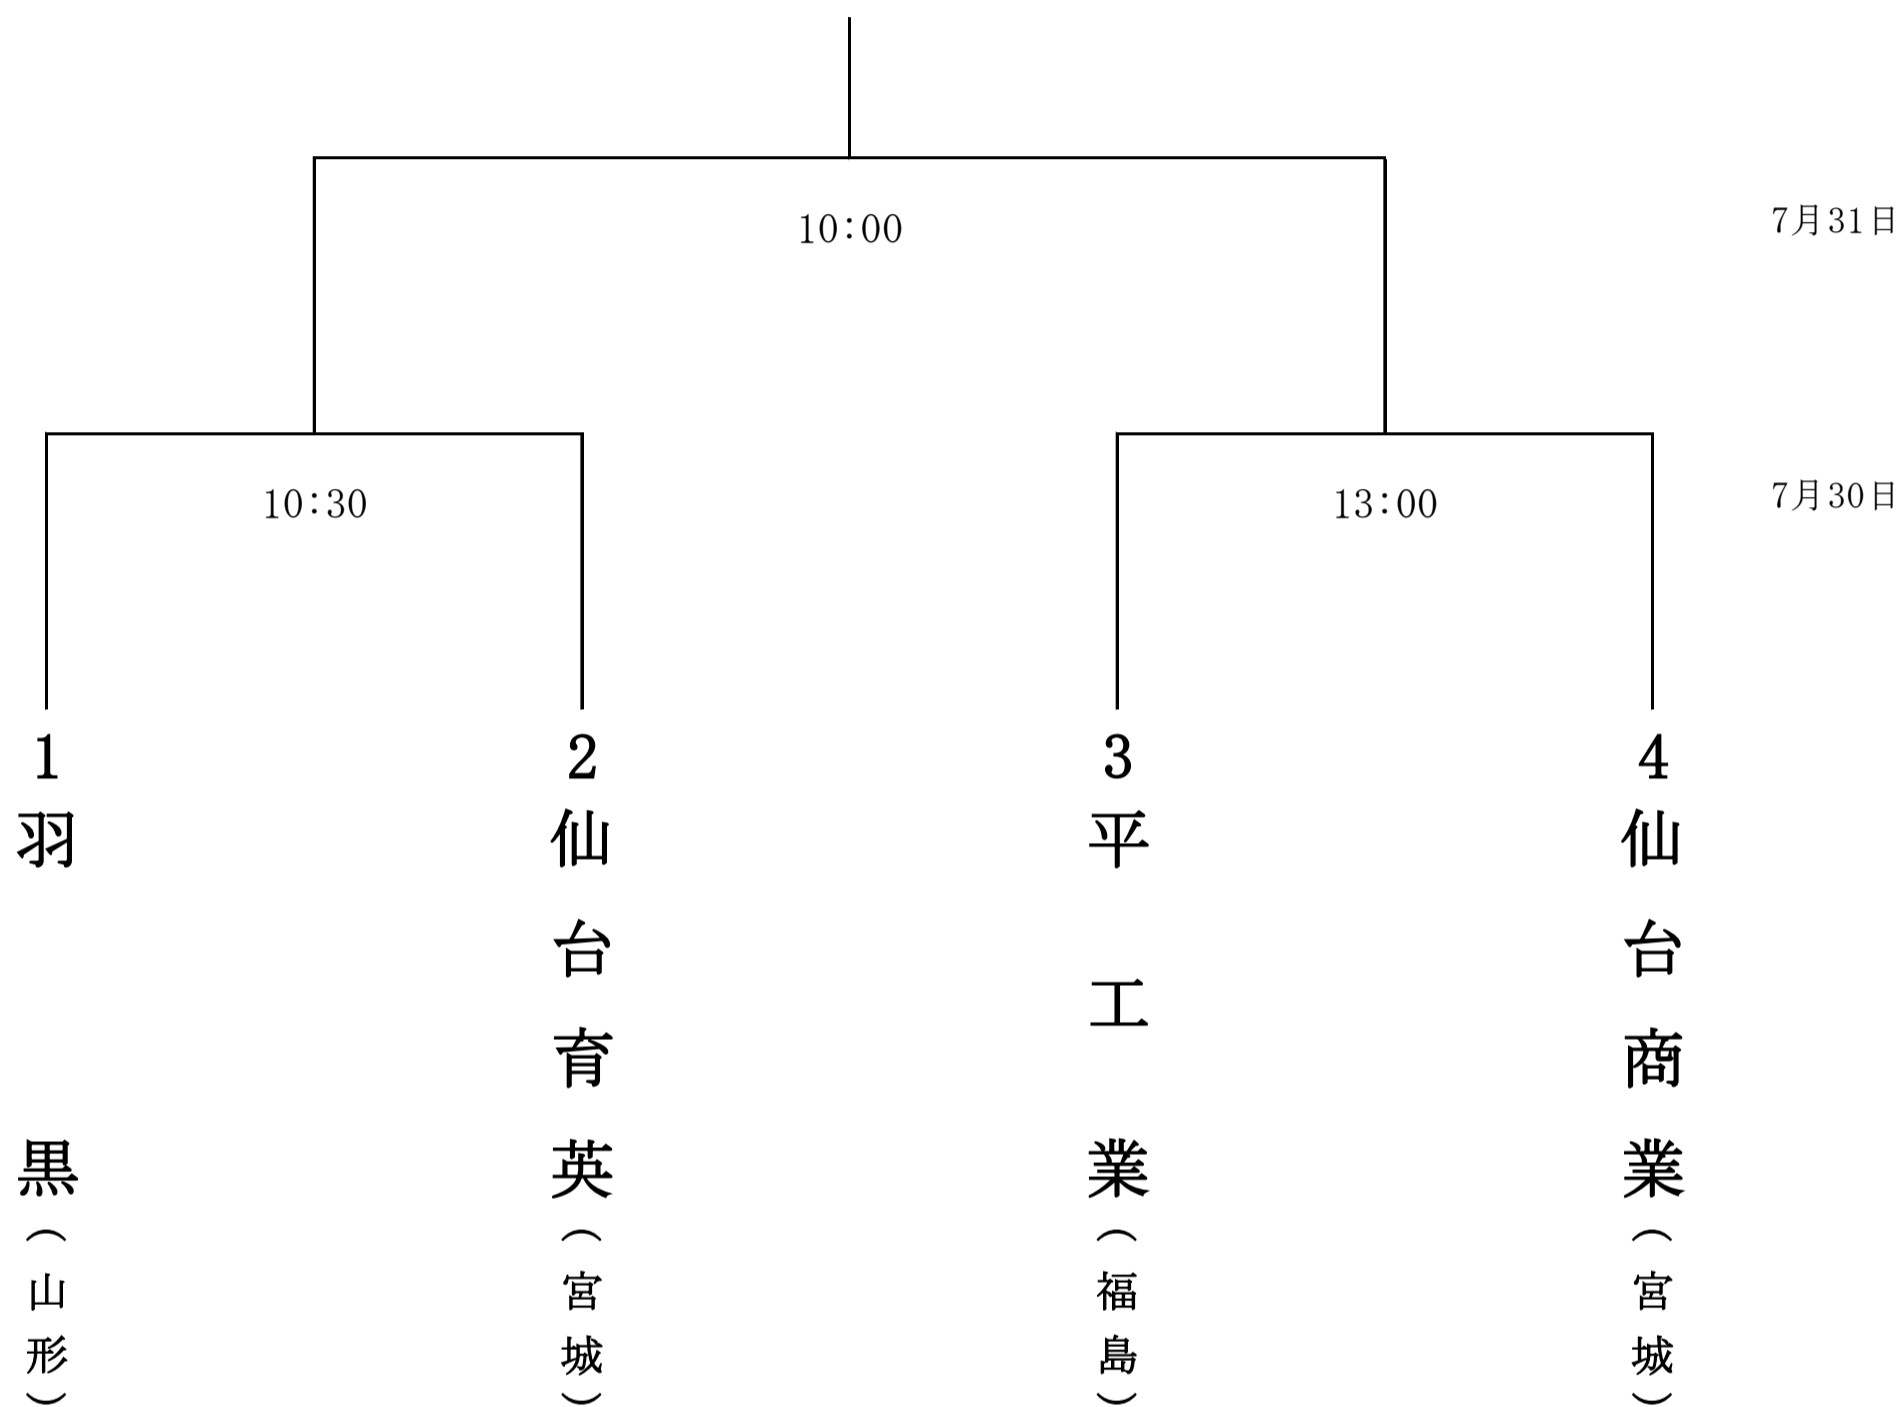 10:00
7月31日
10:30
13:00
7月30日
1
羽黒(山形)
2
仙台育英(宮城)
3
平工業(福島)
4
仙台商業(宮城)